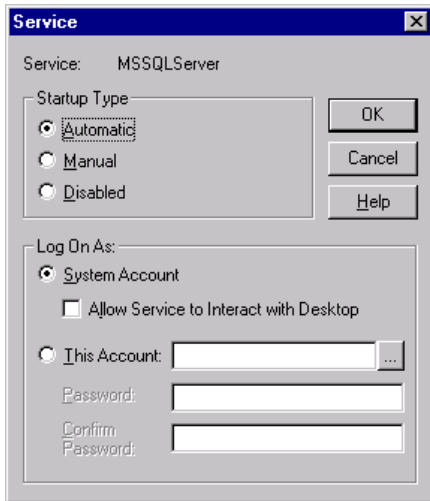 Service
Service: MSSQLServer
Startup Type
Automatic
Manual
Disabled
OK
Cancel
Help
Log On As:
System Account
Allow Service to Interact with Desktop
This Account:
...
Password:
Confirm
Password: